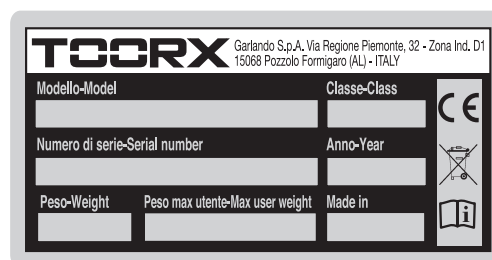 TOORX
Garlando S.p.A. Via Regione Piemonte, 32 - Zona Ind. D1
15068 Pozzolo Formigaro (AL) - ITALY
Modello-Model
Classe-Class
Numero di serie-Serial number
Anno-Year
Peso-Weight
Peso max utente-Max user weight
Made in
CE
i